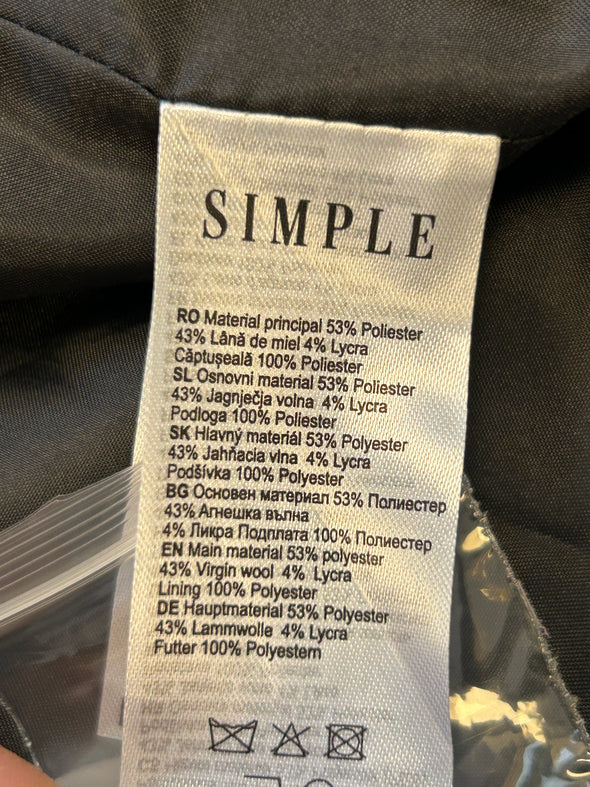 SIMPLE
RO Material principal 53% Poliester
43% Lână de miel 4% Lycra
Căptușeală 100% Poliester
SL Osnovni material 53% Poliester
43% Jagnječja volna 4% Lycra
Podloga 100% Poliester
SK Hlavný materiál 53% Polyester
43% Jahňacia vlna 4% Lycra
Podšívka 100% Polyester
BG Основен материал 53% Полиестер
43% Агнешка вълна
4% Ликра Подплата 100% Полиестер
EN Main material 53% polyester
43% Virgin wool 4% Lycra
Lining 100% Polyester
DE Hauptmaterial 53% Polyester
43% Lammwolle 4% Lycra
Futter 100% Polyestern